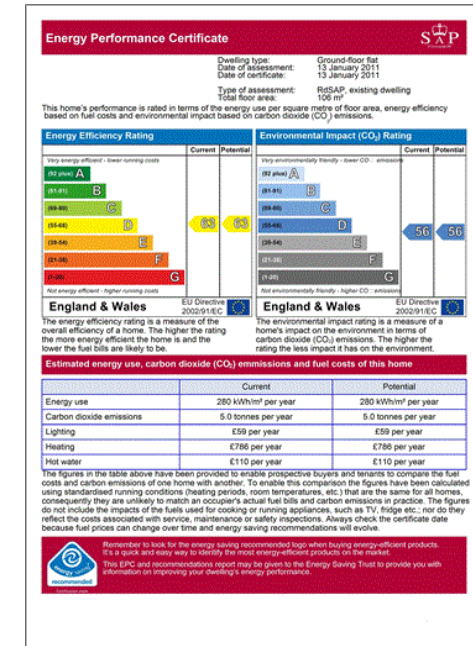 Energy Performance Certificate
SAP
Dwelling type: Ground-floor flat
Date of assessment: 13 January 2011
Date of certificate: 13 January 2011
Type of assessment: RdSAP, existing dwelling
Total floor area: 106 m²
This home's performance is rated in terms of the energy use per square metre of floor area, energy efficiency
based on fuel costs and environmental impact based on carbon dioxide (CO₂) emissions.
Energy Efficiency Rating
Current Potential
Very energy efficient - lower running costs
(92 plus) A
(81-91) B
(69-80) C
(55-68) D
(39-54) E
(21-38) F
(1-20) G
63 63
Not energy efficient - higher running costs
England & Wales
EU Directive
2002/91/EC
The energy efficiency rating is a measure of the
overall efficiency of a home. The higher the rating
the more energy efficient the home is and the
lower the fuel bills are likely to be.
Environmental Impact (CO₂) Rating
Current Potential
Very environmentally friendly - lower CO₂ emissions
(92 plus) A
(81-91) B
(69-80) C
(55-68) D
(39-54) E
(21-38) F
(1-20) G
56 56
Not environmentally friendly - higher CO₂ emissions
England & Wales
EU Directive
2002/91/EC
The environmental impact rating is a measure of a
home's impact on the environment in terms of
carbon dioxide (CO₂) emissions. The higher the
rating the less impact it has on the environment.
Estimated energy use, carbon dioxide (CO₂) emmissions and fuel costs of this home
Current Potential
Energy use 280 kWh/m² per year 280 kWh/m² per year
Carbon dioxide emissions 5.0 tonnes per year 5.0 tonnes per year
Lighting £59 per year £59 per year
Heating £786 per year £786 per year
Hot water £110 per year £110 per year
The figures in the table above have been provided to enable prospective buyers and tenants to compare the fuel
costs and carbon emissions of one home with another. To enable this comparison the figures have been calculated
using standardised running conditions (heating periods, room temperatures, etc.) that are the same for all homes,
consequently they are unlikely to match an occupier's actual fuel bills and carbon emissions in practice. The figures
do not include the impacts of the fuels used for cooking or running appliances, such as TV, fridge etc.; nor do they
reflect the costs associated with service, maintenance or safety inspections. Always check the certificate date
because fuel prices can change over time and energy saving recommendations will evolve.
energy saving
recommended
Remember to look for the energy saving recommended logo when buying energy-efficient products.
It's a quick and easy way to identify the most energy-efficient products on the market.
This EPC and recommendations report may be given to the Energy Saving Trust to provide you with
information on improving your dwelling's energy performance.